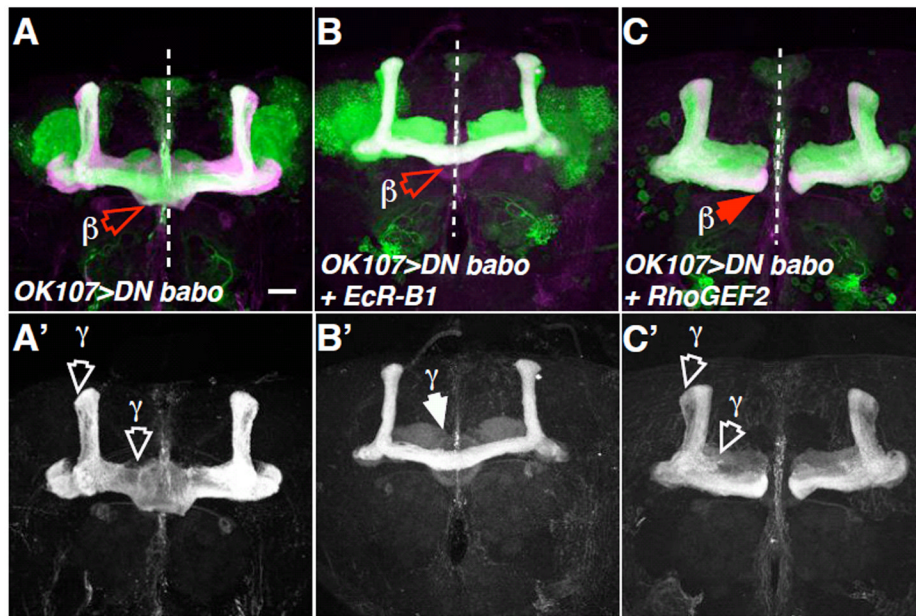 A
B
C
β
β
β
OK107>DN babo
OK107>DN babo
+ EcR-B1
OK107>DN babo
+ RhoGEF2
A’
B’
C’
γ
γ
γ
γ
γ